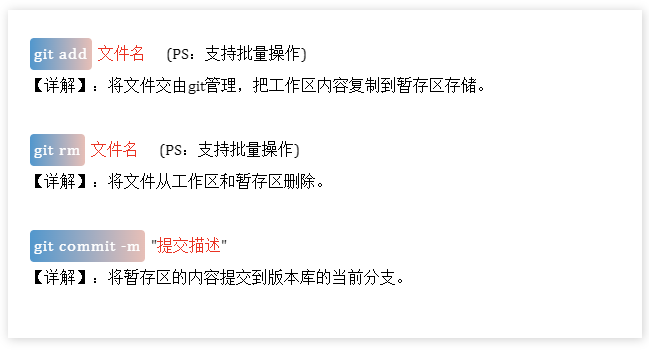 git add 文件名 (PS：支持批量操作)
【详解】：将文件交由git管理，把工作区内容复制到暂存区存储。
git rm 文件名 (PS：支持批量操作)
【详解】：将文件从工作区和暂存区删除。
git commit -m "提交描述"
【详解】：将暂存区的内容提交到版本库的当前分支。